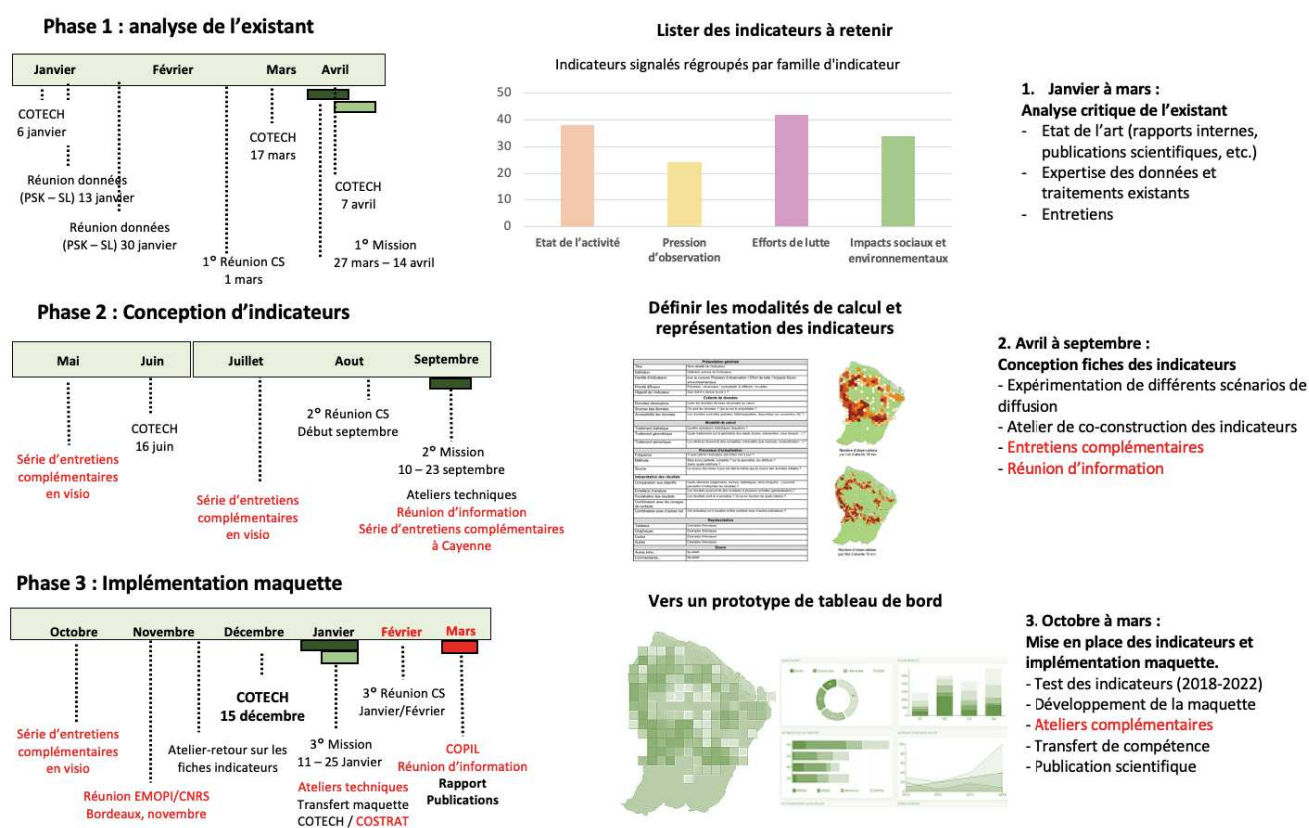 Phase 1 : analyse de l’existant
Janvier
Février
Mars
Avril
COTECH
6 janvier
Réunion données
(PSK – SL) 13 janvier
Réunion données
(PSK – SL) 30 janvier
1° Réunion CS
1 mars
COTECH
17 mars
COTECH
7 avril
1° Mission
27 mars – 14 avril
Lister des indicateurs à retenir
Indicateurs signalés régroupés par famille d'indicateur
50
40
30
20
10
0
Etat de l’activité
Pression
d’observation
Efforts de lutte
Impacts sociaux et
environnementaux
1. Janvier à mars :
Analyse critique de l’existant
- Etat de l’art (rapports internes,
publications scientifiques, etc.)
- Expertise des données et
traitements existants
- Entretiens
Phase 2 : Conception d’indicateurs
Mai
Juin
Juillet
Aout
Septembre
Série d’entretiens
complémentaires
en visio
COTECH
16 juin
Série d’entretiens
complémentaires
en visio
2° Réunion CS
Début septembre
2° Mission
10 – 23 septembre
Ateliers techniques
Réunion d’information
Série d’entretiens complémentaires
à Cayenne
Définir les modalités de calcul et
représentation des indicateurs
2. Avril à septembre :
Conception fiches des indicateurs
- Expérimentation de différents scénarios de
diffusion
- Atelier de co-construction des indicateurs
- Entretiens complémentaires
- Réunion d’information
Phase 3 : Implémentation maquette
Octobre
Novembre
Décembre
Janvier
Février
Mars
Série d’entretiens
complémentaires
en visio
Réunion EMOPI/CNRS
Bordeaux, novembre
Atelier-retour sur les
fiches indicateurs
COTECH
15 décembre
3° Mission
11 – 25 Janvier
Ateliers techniques
Transfert maquette
COTECH / COSTRAT
3° Réunion CS
Janvier/Février
COPIL
Réunion d’information
Rapport
Publications
Vers un prototype de tableau de bord
3. Octobre à mars :
Mise en place des indicateurs et
implémentation maquette.
- Test des indicateurs (2018-2022)
- Développement de la maquette
- Ateliers complémentaires
- Transfert de compétence
- Publication scientifique